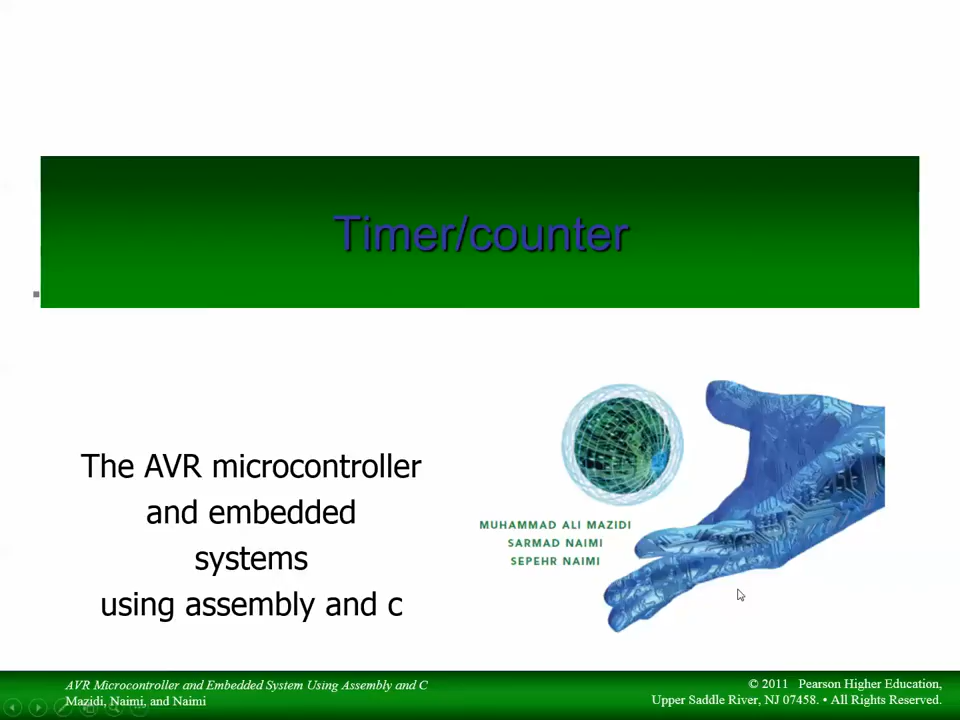 Timer/counter
The AVR microcontroller
and embedded
systems
using assembly and c
MUHAMMAD ALI MAZIDI
SARMAD NAIMI
SEPEHR NAIMI
AVR Microcontroller and Embedded System Using Assembly and C
Mazidi, Naimi, and Naimi
© 2011 Pearson Higher Education,
Upper Saddle River, NJ 07458. • All Rights Reserved.